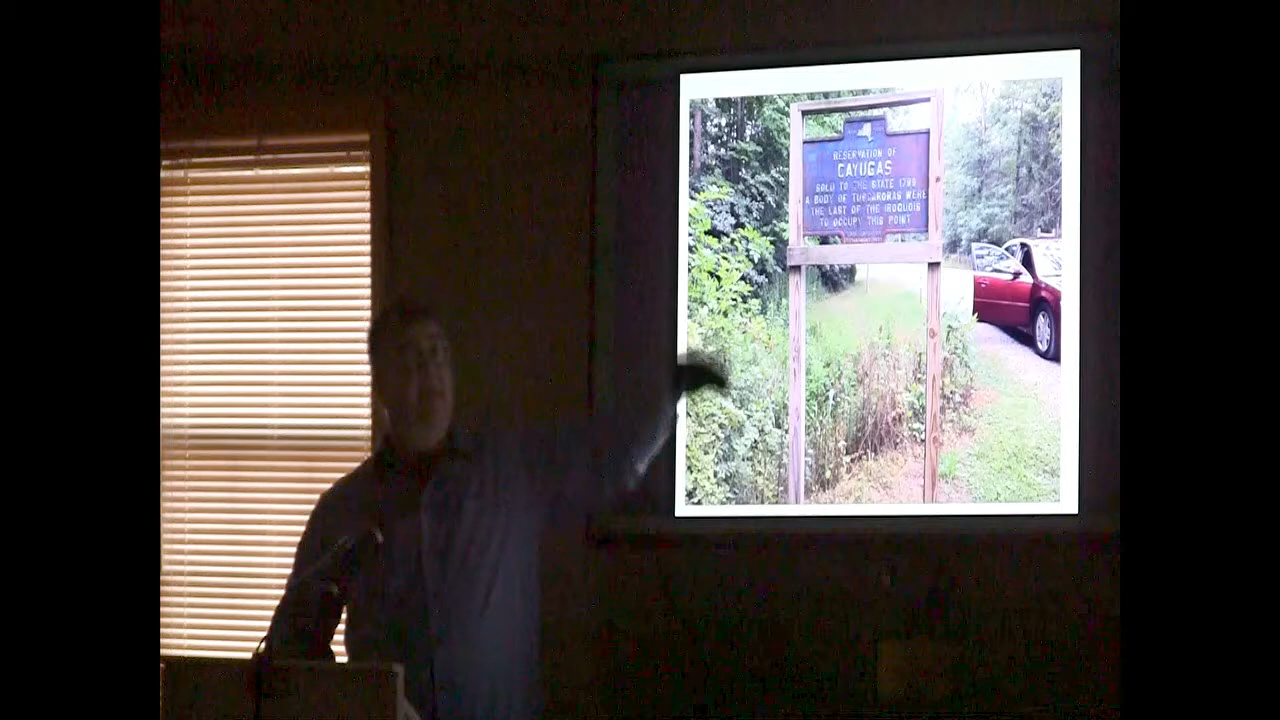 RESERVATION OF
CAYUGAS
SOLD TO THE STATE 1789
A BODY OF TUSCARORAS WERE
THE LAST OF THE IROQUOIS
TO OCCUPY THIS POINT